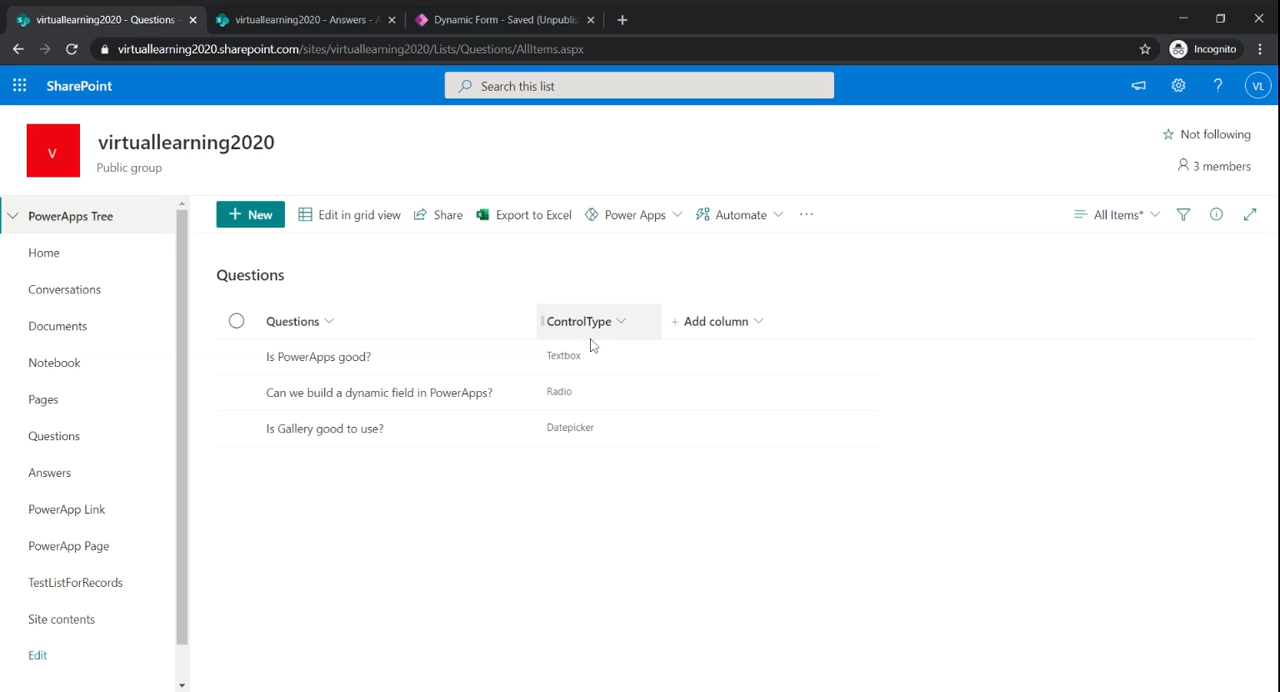 virtuallearning2020 - Questions -
virtuallearning2020 - Answers - A
Dynamic Form - Saved (Unpublis
virtuallearning2020.sharepoint.com/sites/virtuallearning2020/Lists/Questions/AllItems.aspx
Incognito
SharePoint
Search this list
VL
V
virtuallearning2020
Public group
Not following
3 members
PowerApps Tree
Home
Conversations
Documents
Notebook
Pages
Questions
Answers
PowerApp Link
PowerApp Page
TestListForRecords
Site contents
Edit
+ New
Edit in grid view
Share
Export to Excel
Power Apps
Automate
...
All Items*
Questions
Questions ControlType + Add column
Is PowerApps good? Textbox
Can we build a dynamic field in PowerApps? Radio
Is Gallery good to use? Datepicker